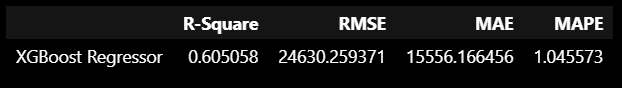 R-Square RMSE MAE MAPE
XGBoost Regressor 0.605058 24630.259371 15556.166456 1.045573